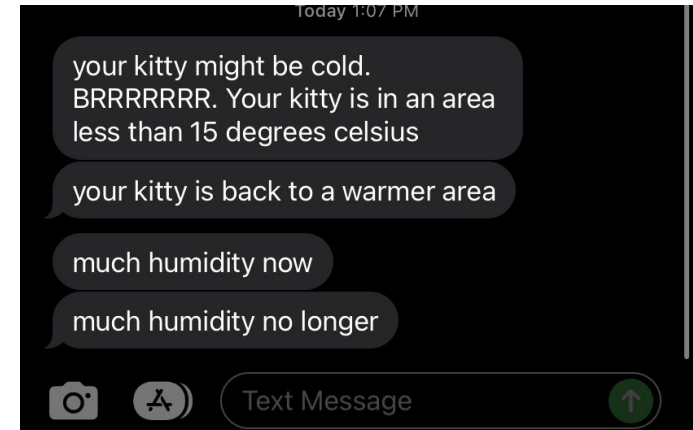 Today 1:07 PM
your kitty might be cold.
BRRRRRRR. Your kitty is in an area
less than 15 degrees celsius
your kitty is back to a warmer area
much humidity now
much humidity no longer
Text Message